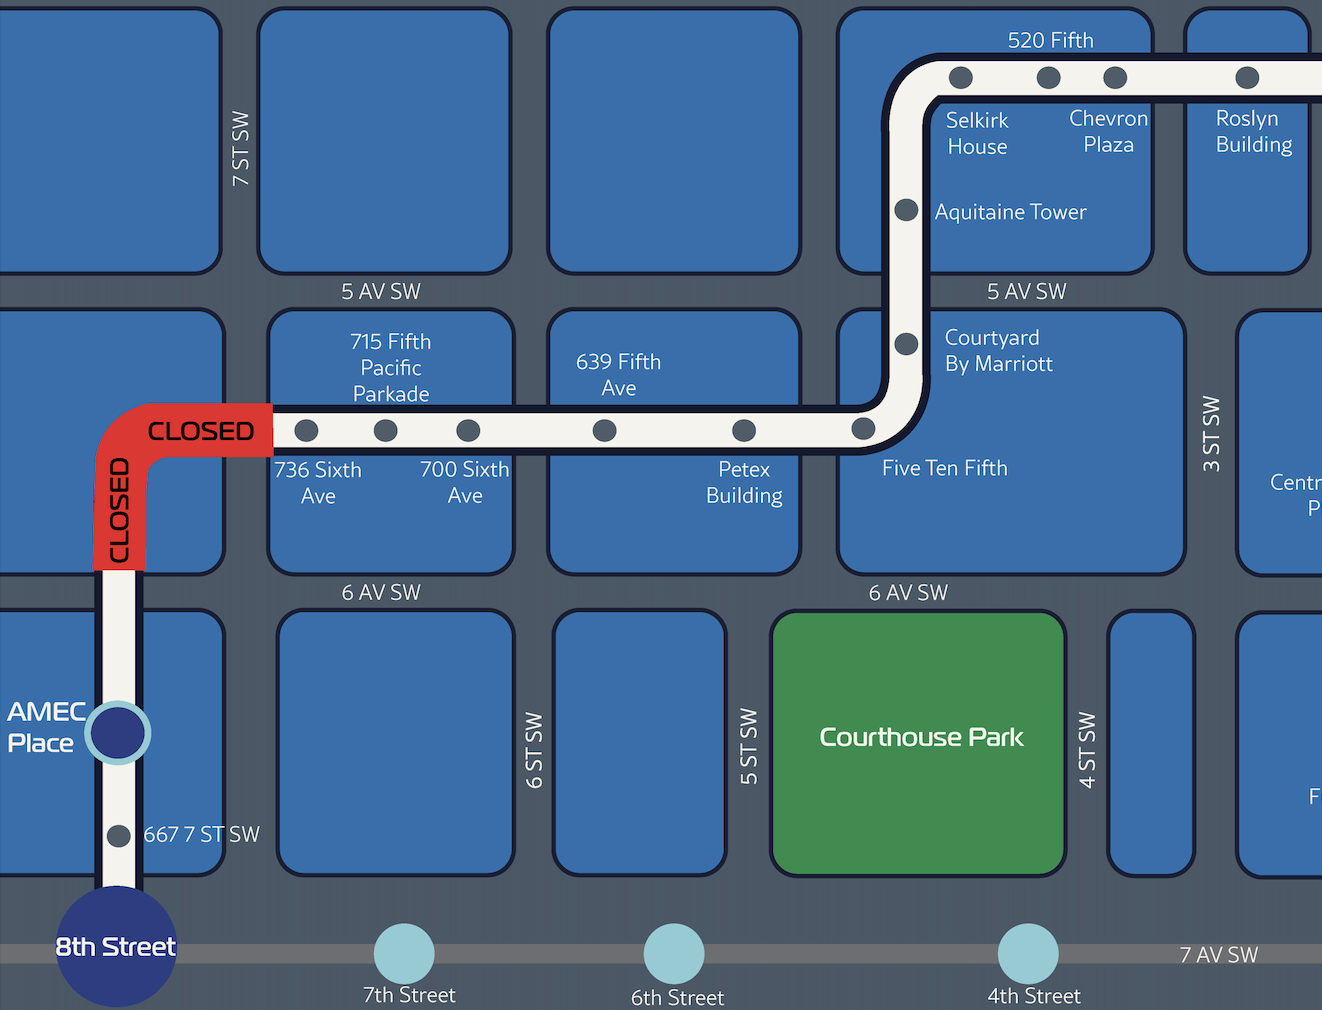 520 Fifth
Selkirk
House
Chevron
Plaza
Roslyn
Building
7 ST SW
Aquitaine Tower
5 AV SW
5 AV SW
715 Fifth
Pacific
Parkade
639 Fifth
Ave
Courtyard
By Marriott
CLOSED
CLOSED
736 Sixth
Ave
700 Sixth
Ave
Petex
Building
Five Ten Fifth
3 ST SW
Centr
P
6 AV SW
6 AV SW
AMEC
Place
6 ST SW
5 ST SW
Courthouse Park
4 ST SW
F
667 7 ST SW
8th Street
7 AV SW
7th Street
6th Street
4th Street